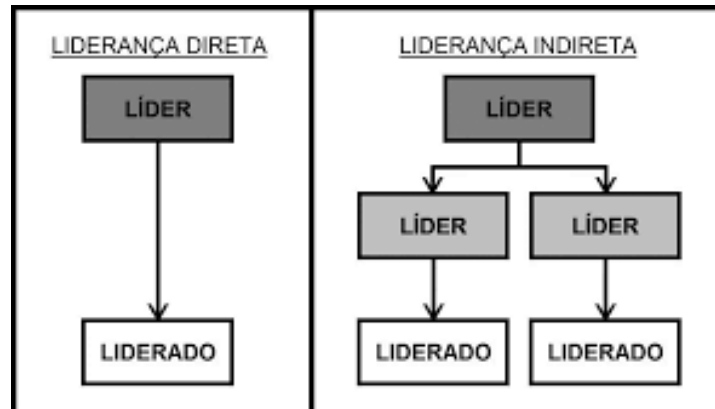 LIDERANÇA DIRETA
LÍDER
LIDERADO
LIDERANÇA INDIRETA
LÍDER
LÍDER
LÍDER
LIDERADO
LIDERADO